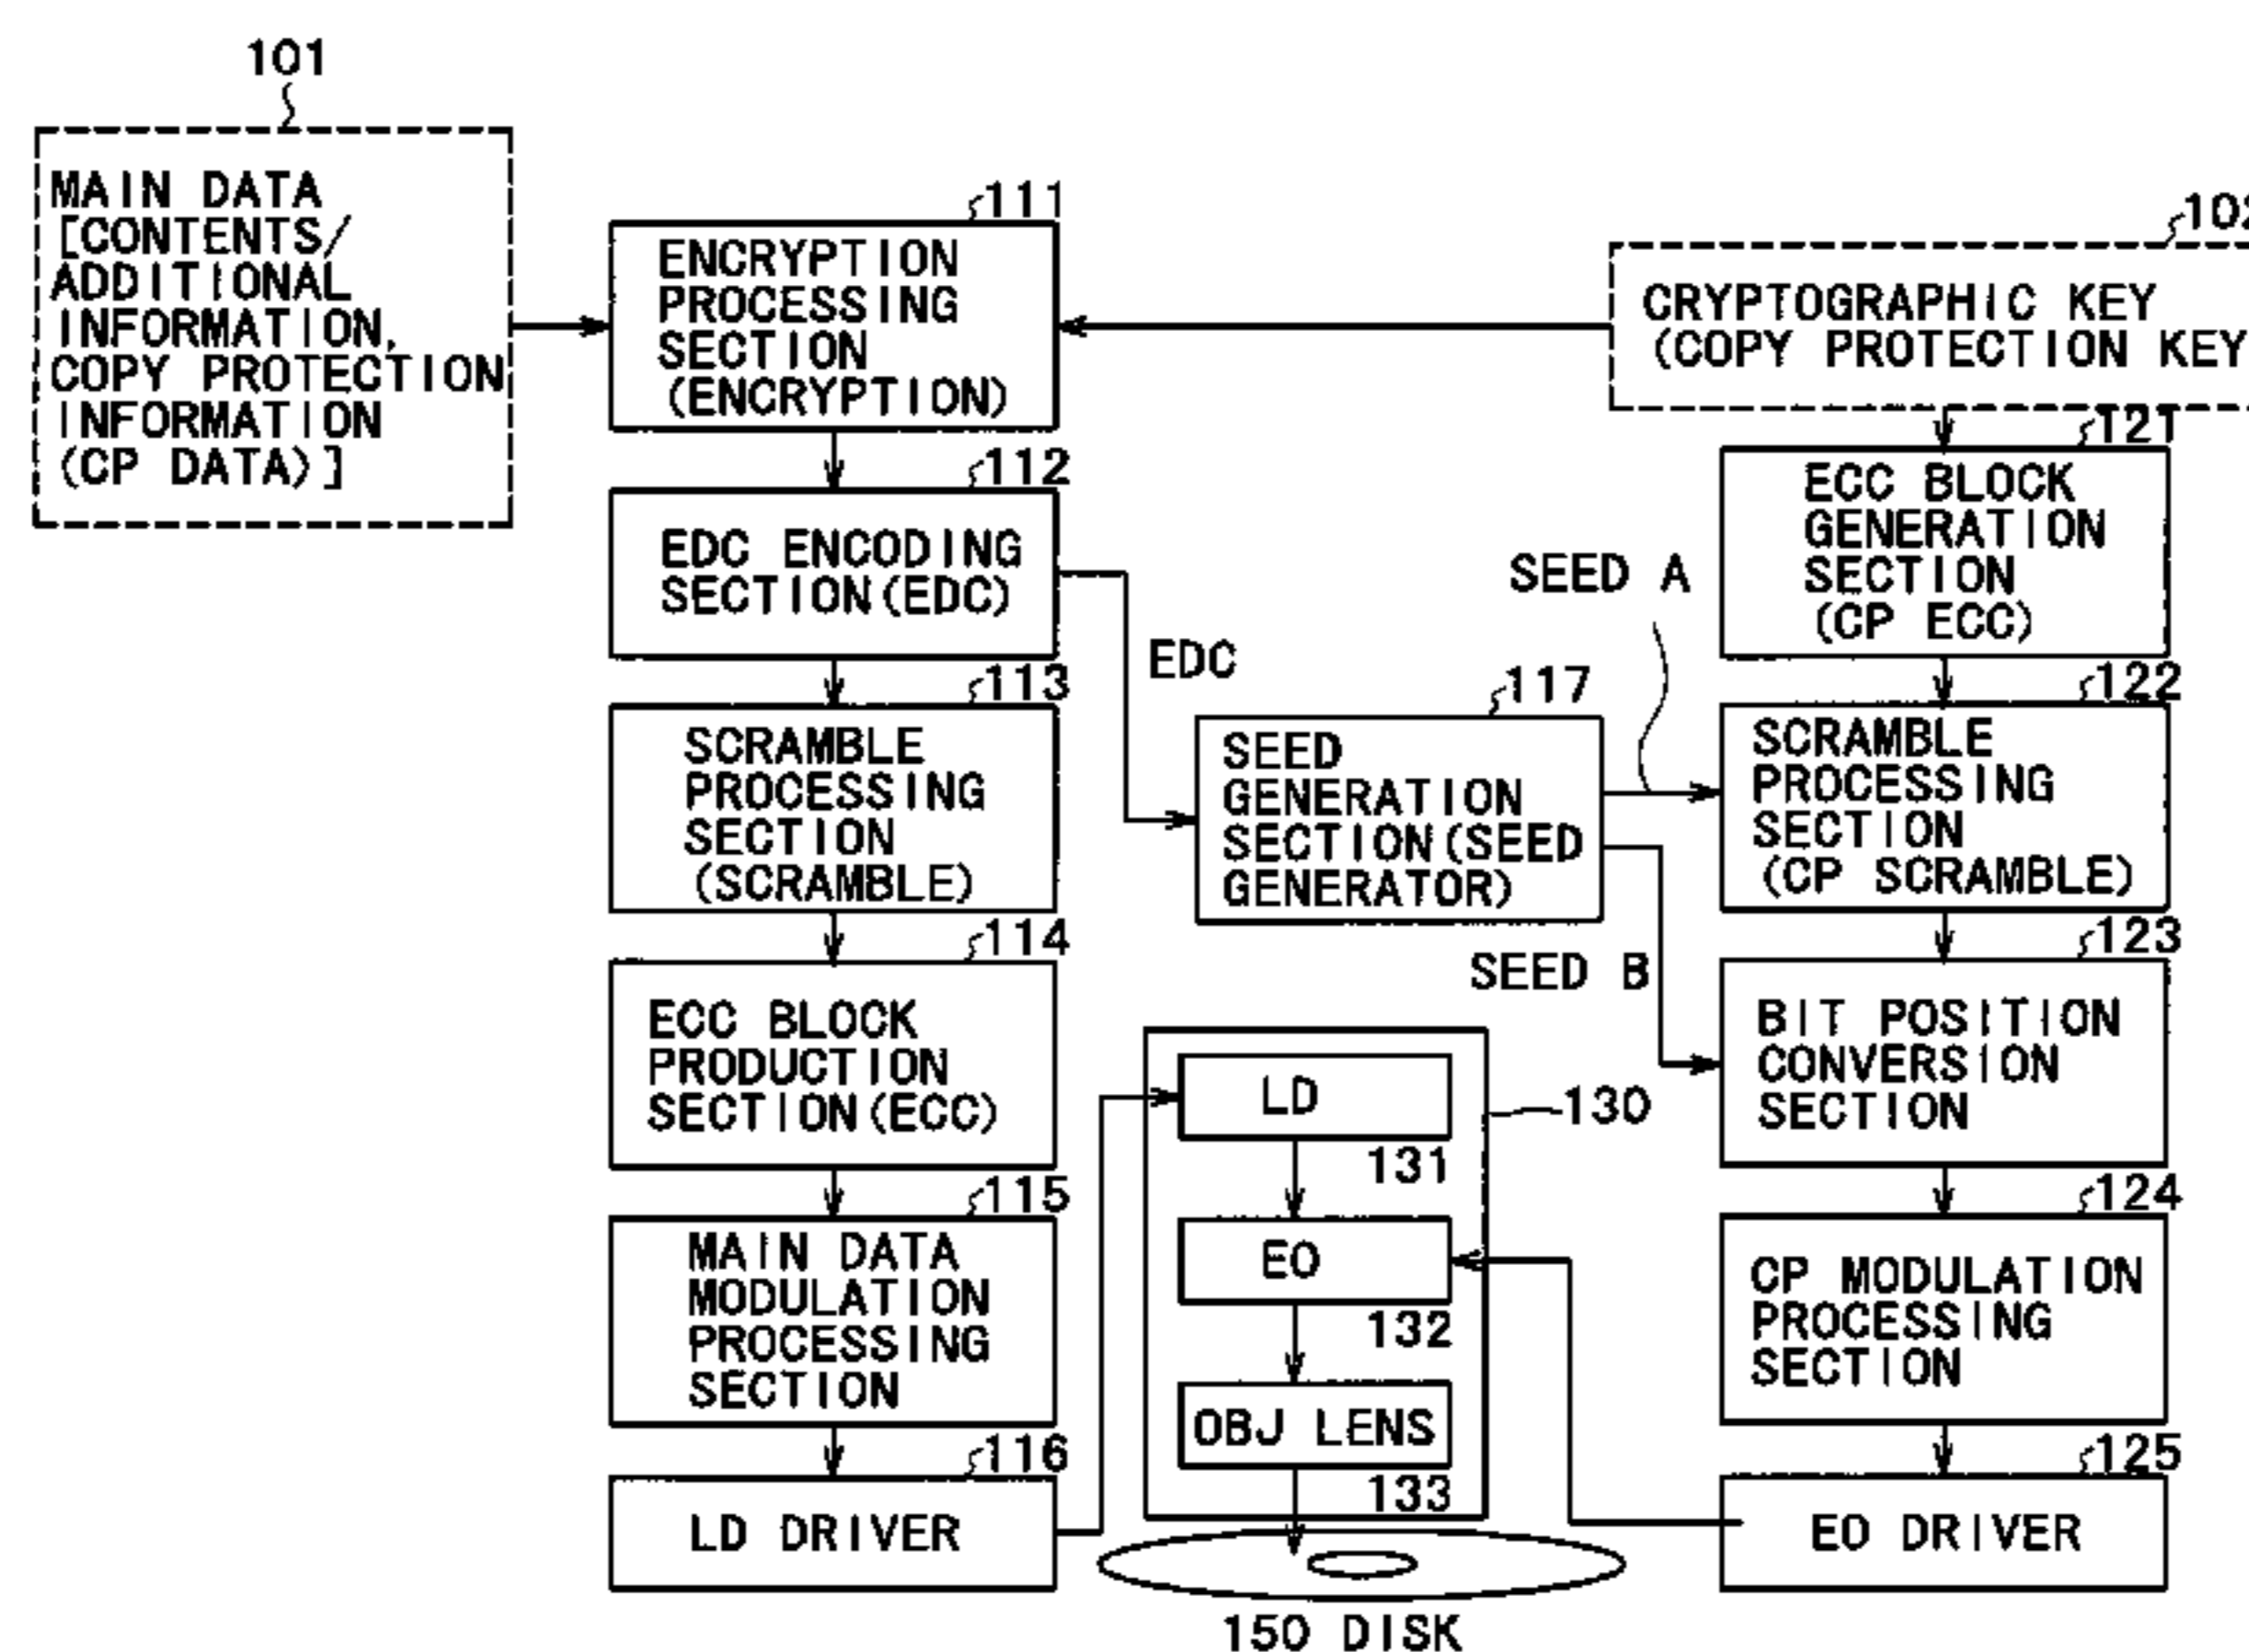 101
MAIN DATA
[CONTENTS/
ADDITIONAL
INFORMATION,
COPY PROTECTION
INFORMATION
(CP DATA)]
111
ENCRYPTION
PROCESSING
SECTION
(ENCRYPTION)
112
EDC ENCODING
SECTION(EDC)
113
SCRAMBLE
PROCESSING
SECTION
(SCRAMBLE)
114
ECC BLOCK
PRODUCTION
SECTION(ECC)
115
MAIN DATA
MODULATION
PROCESSING
SECTION
116
LD DRIVER
EDC
117
SEED
GENERATION
SECTION(SEED
GENERATOR)
SEED A
SEED B
102
CRYPTOGRAPHIC KEY
(COPY PROTECTION KEY
121
ECC BLOCK
GENERATION
SECTION
(CP ECC)
122
SCRAMBLE
PROCESSING
SECTION
(CP SCRAMBLE)
123
BIT POSITION
CONVERSION
SECTION
124
CP MODULATION
PROCESSING
SECTION
125
EO DRIVER
130
LD
131
EO
132
OBJ LENS
133
150 DISK